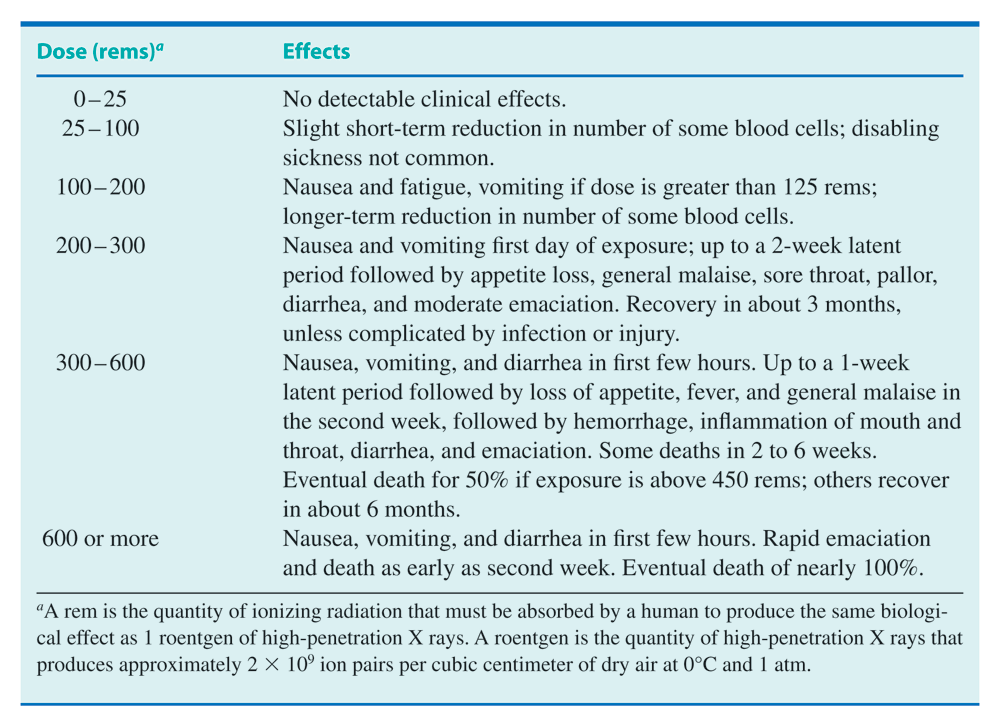 Dose (rems)ᵃ Effects
0–25 No detectable clinical effects.
25–100 Slight short-term reduction in number of some blood cells; disabling
sickness not common.
100–200 Nausea and fatigue, vomiting if dose is greater than 125 rems;
longer-term reduction in number of some blood cells.
200–300 Nausea and vomiting first day of exposure; up to a 2-week latent
period followed by appetite loss, general malaise, sore throat, pallor,
diarrhea, and moderate emaciation. Recovery in about 3 months,
unless complicated by infection or injury.
300–600 Nausea, vomiting, and diarrhea in first few hours. Up to a 1-week
latent period followed by loss of appetite, fever, and general malaise in
the second week, followed by hemorrhage, inflammation of mouth and
throat, diarrhea, and emaciation. Some deaths in 2 to 6 weeks.
Eventual death for 50% if exposure is above 450 rems; others recover
in about 6 months.
600 or more Nausea, vomiting, and diarrhea in first few hours. Rapid emaciation
and death as early as second week. Eventual death of nearly 100%.
ᵃA rem is the quantity of ionizing radiation that must be absorbed by a human to produce the same biologi-
cal effect as 1 roentgen of high-penetration X rays. A roentgen is the quantity of high-penetration X rays that
produces approximately 2 × 10⁹ ion pairs per cubic centimeter of dry air at 0°C and 1 atm.